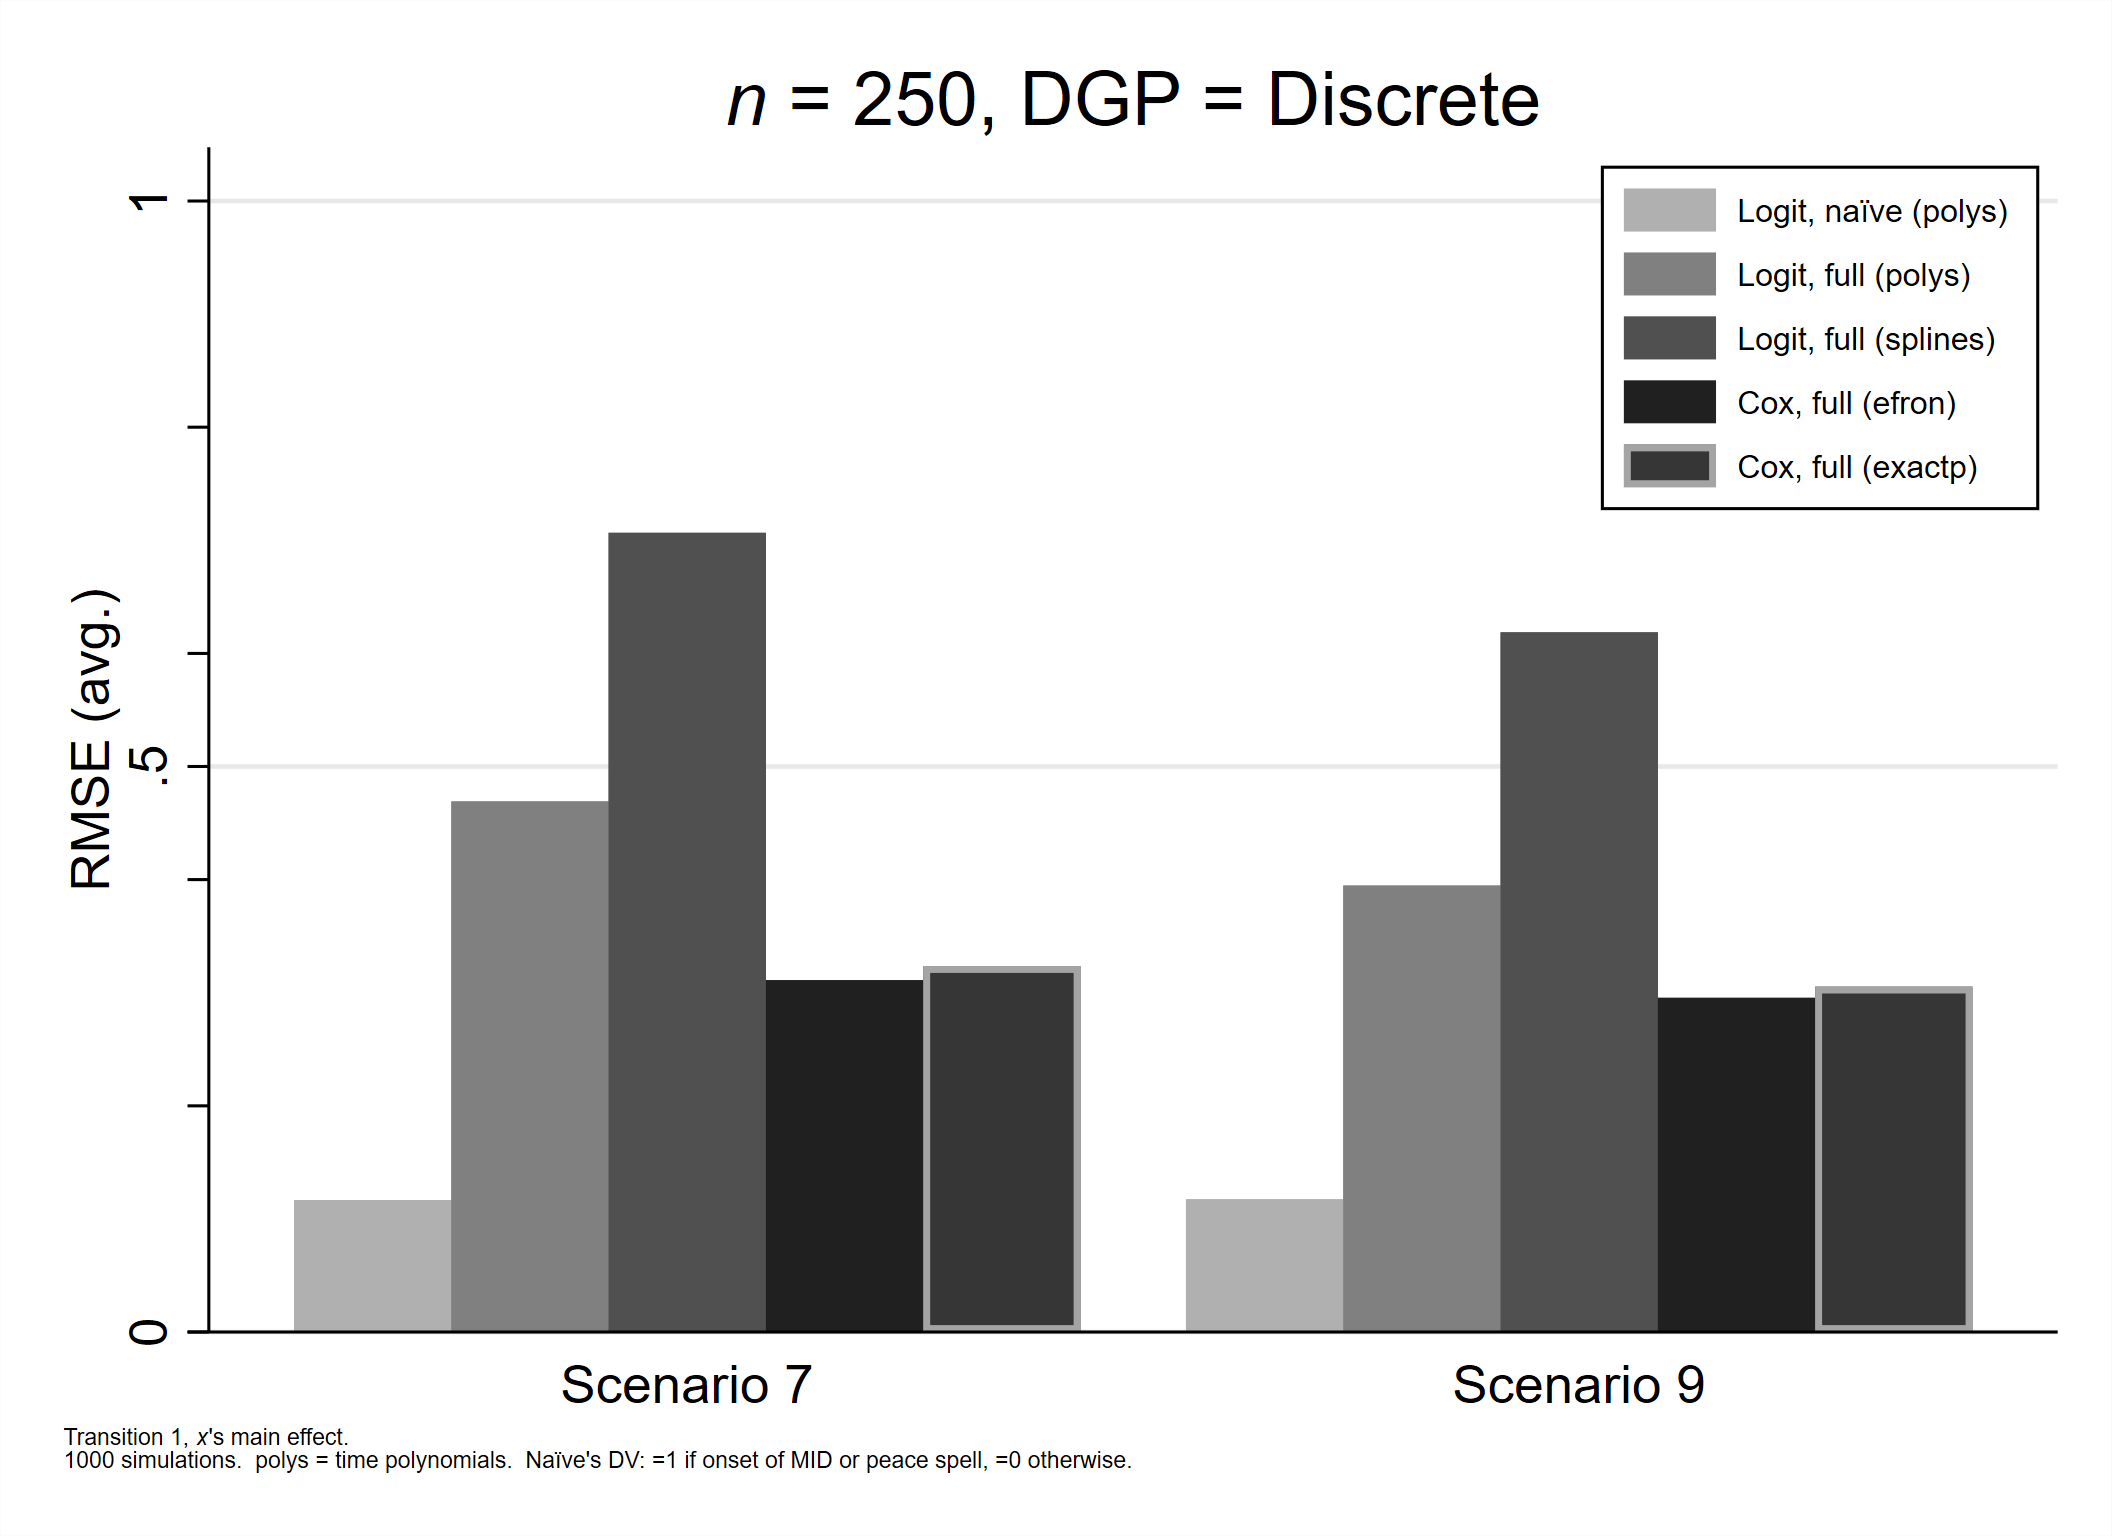 n = 250, DGP = Discrete
1
.5
0
RMSE (avg.)
Logit, naïve (polys)
Logit, full (polys)
Logit, full (splines)
Cox, full (efron)
Cox, full (exactp)
Scenario 7
Scenario 9
Transition 1, x's main effect.
1000 simulations.  polys = time polynomials.  Naïve's DV: =1 if onset of MID or peace spell, =0 otherwise.